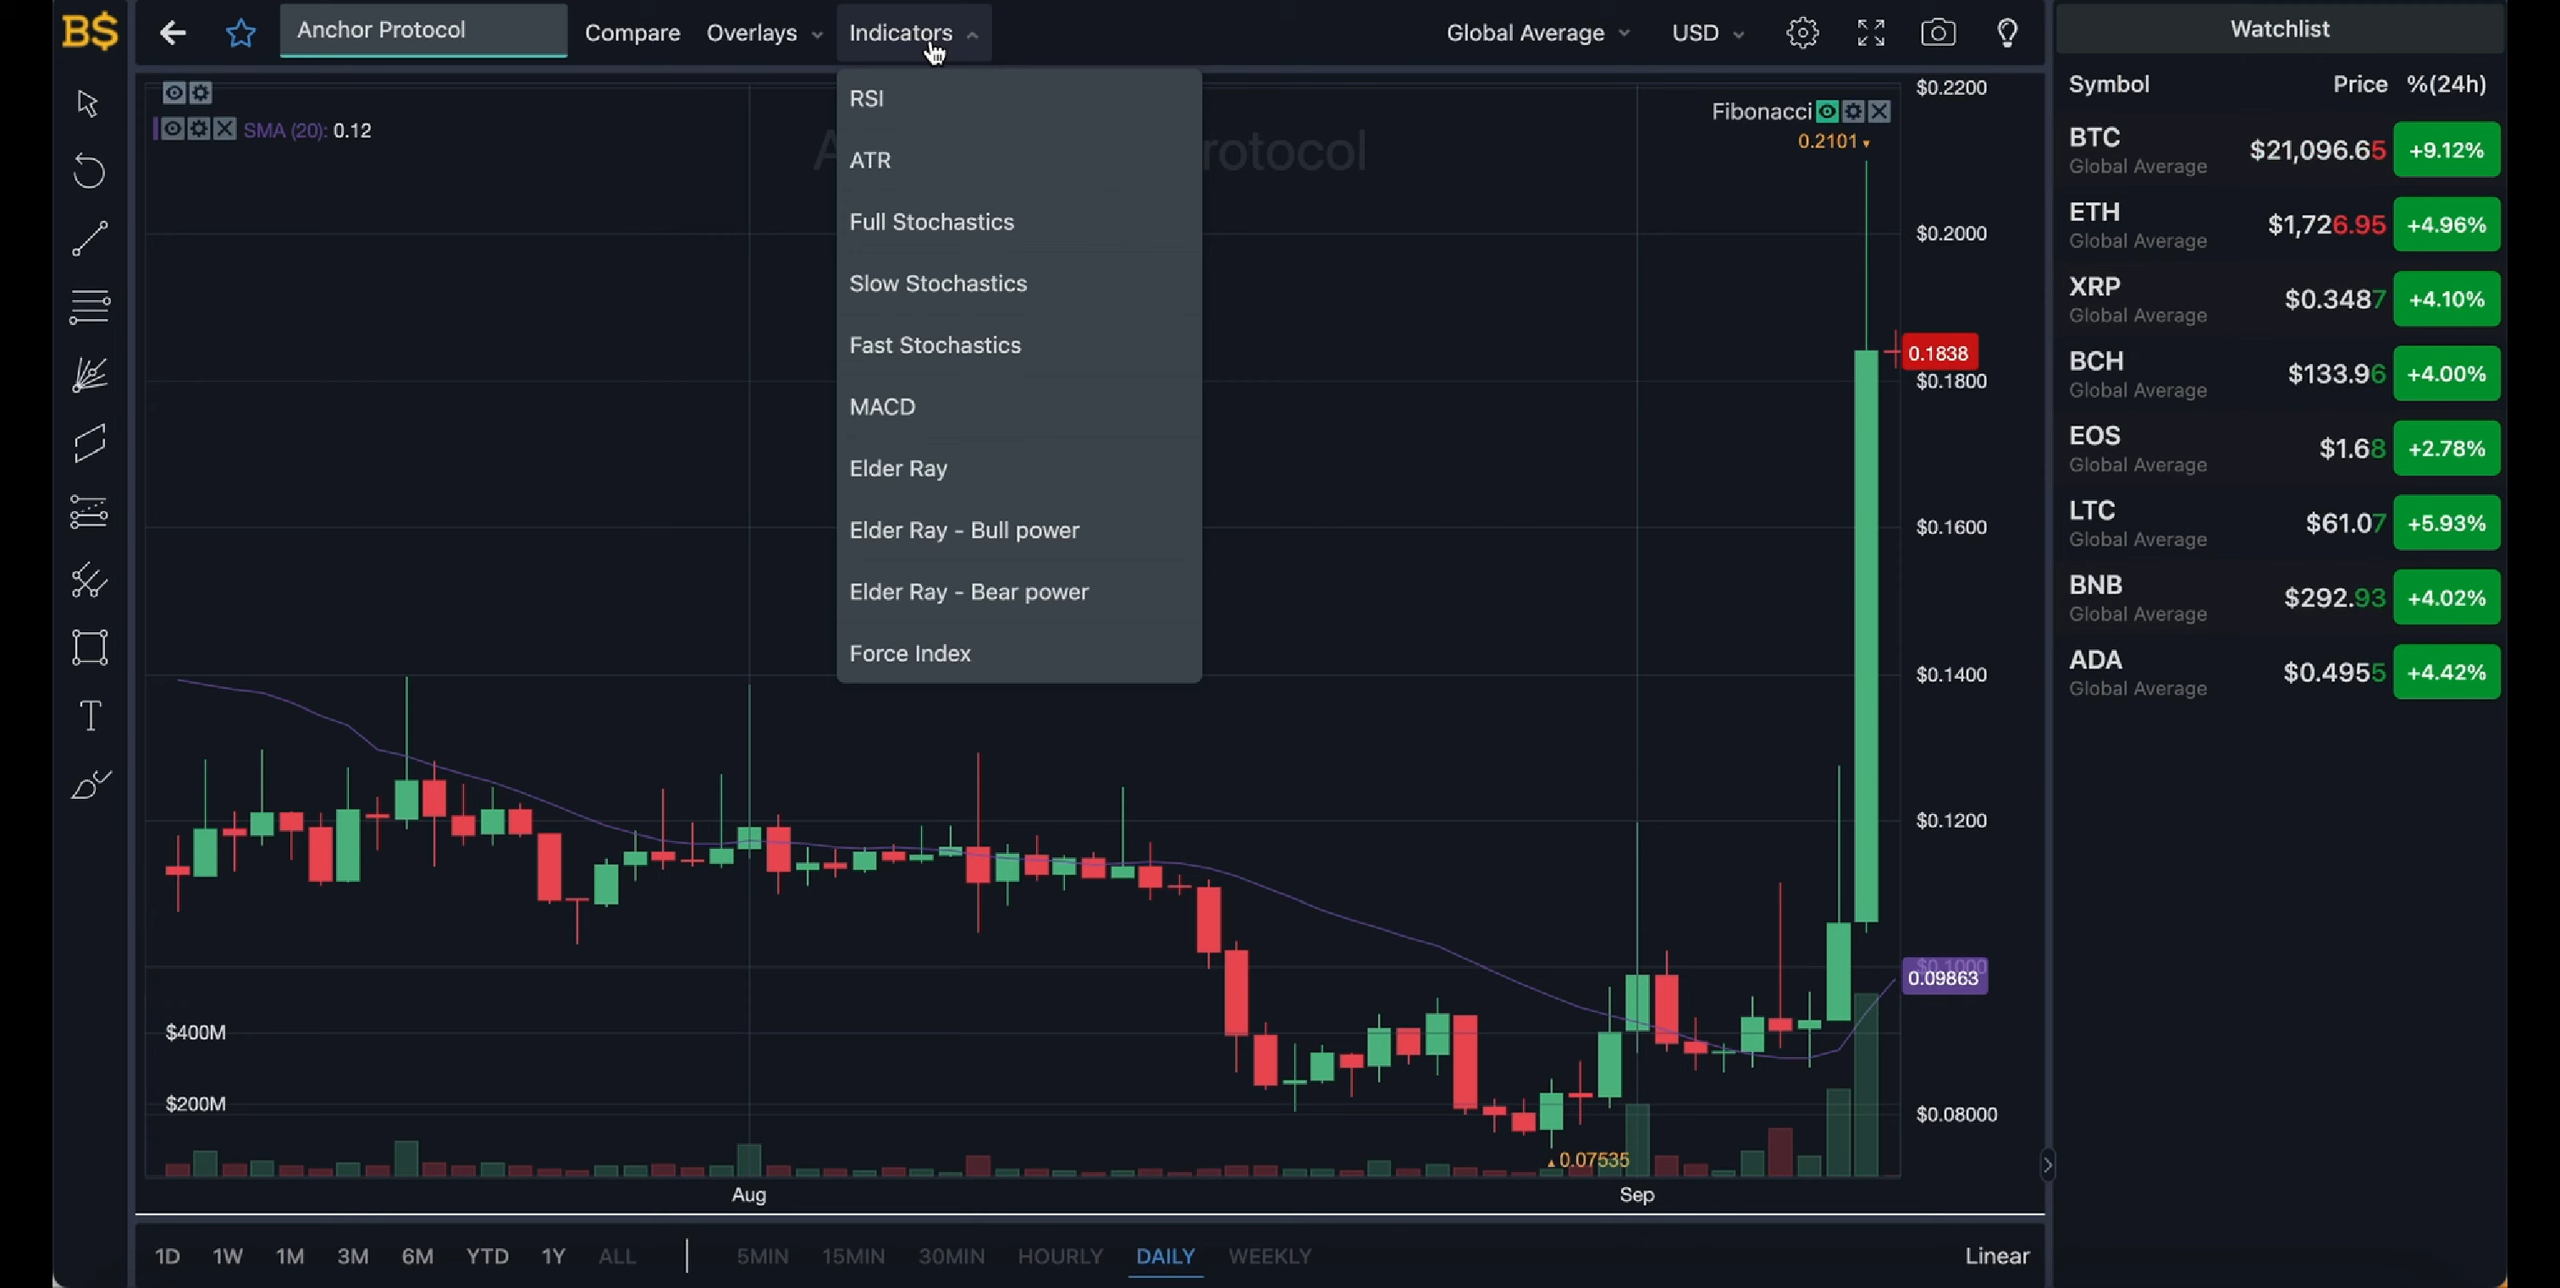 B$
Anchor Protocol
Compare
Overlays
Indicators
Global Average
USD
Watchlist
Symbol Price %(24h)
SMA (20): 0.12
RSI
ATR
Full Stochastics
Slow Stochastics
Fast Stochastics
MACD
Elder Ray
Elder Ray - Bull power
Elder Ray - Bear power
Force Index
rotocol
Fibonacci
0.2101
$0.2200
$0.2000
0.1838
$0.1800
$0.1600
$0.1400
$0.1200
$0.1000
0.09863
$0.08000
$400M
$200M
0.07535
Aug
Sep
BTC $21,096.65 +9.12%
Global Average
ETH $1,726.95 +4.96%
Global Average
XRP $0.3487 +4.10%
Global Average
BCH $133.96 +4.00%
Global Average
EOS $1.68 +2.78%
Global Average
LTC $61.07 +5.93%
Global Average
BNB $292.93 +4.02%
Global Average
ADA $0.4955 +4.42%
Global Average
1D 1W 1M 3M 6M YTD 1Y ALL 5MIN 15MIN 30MIN HOURLY DAILY WEEKLY Linear